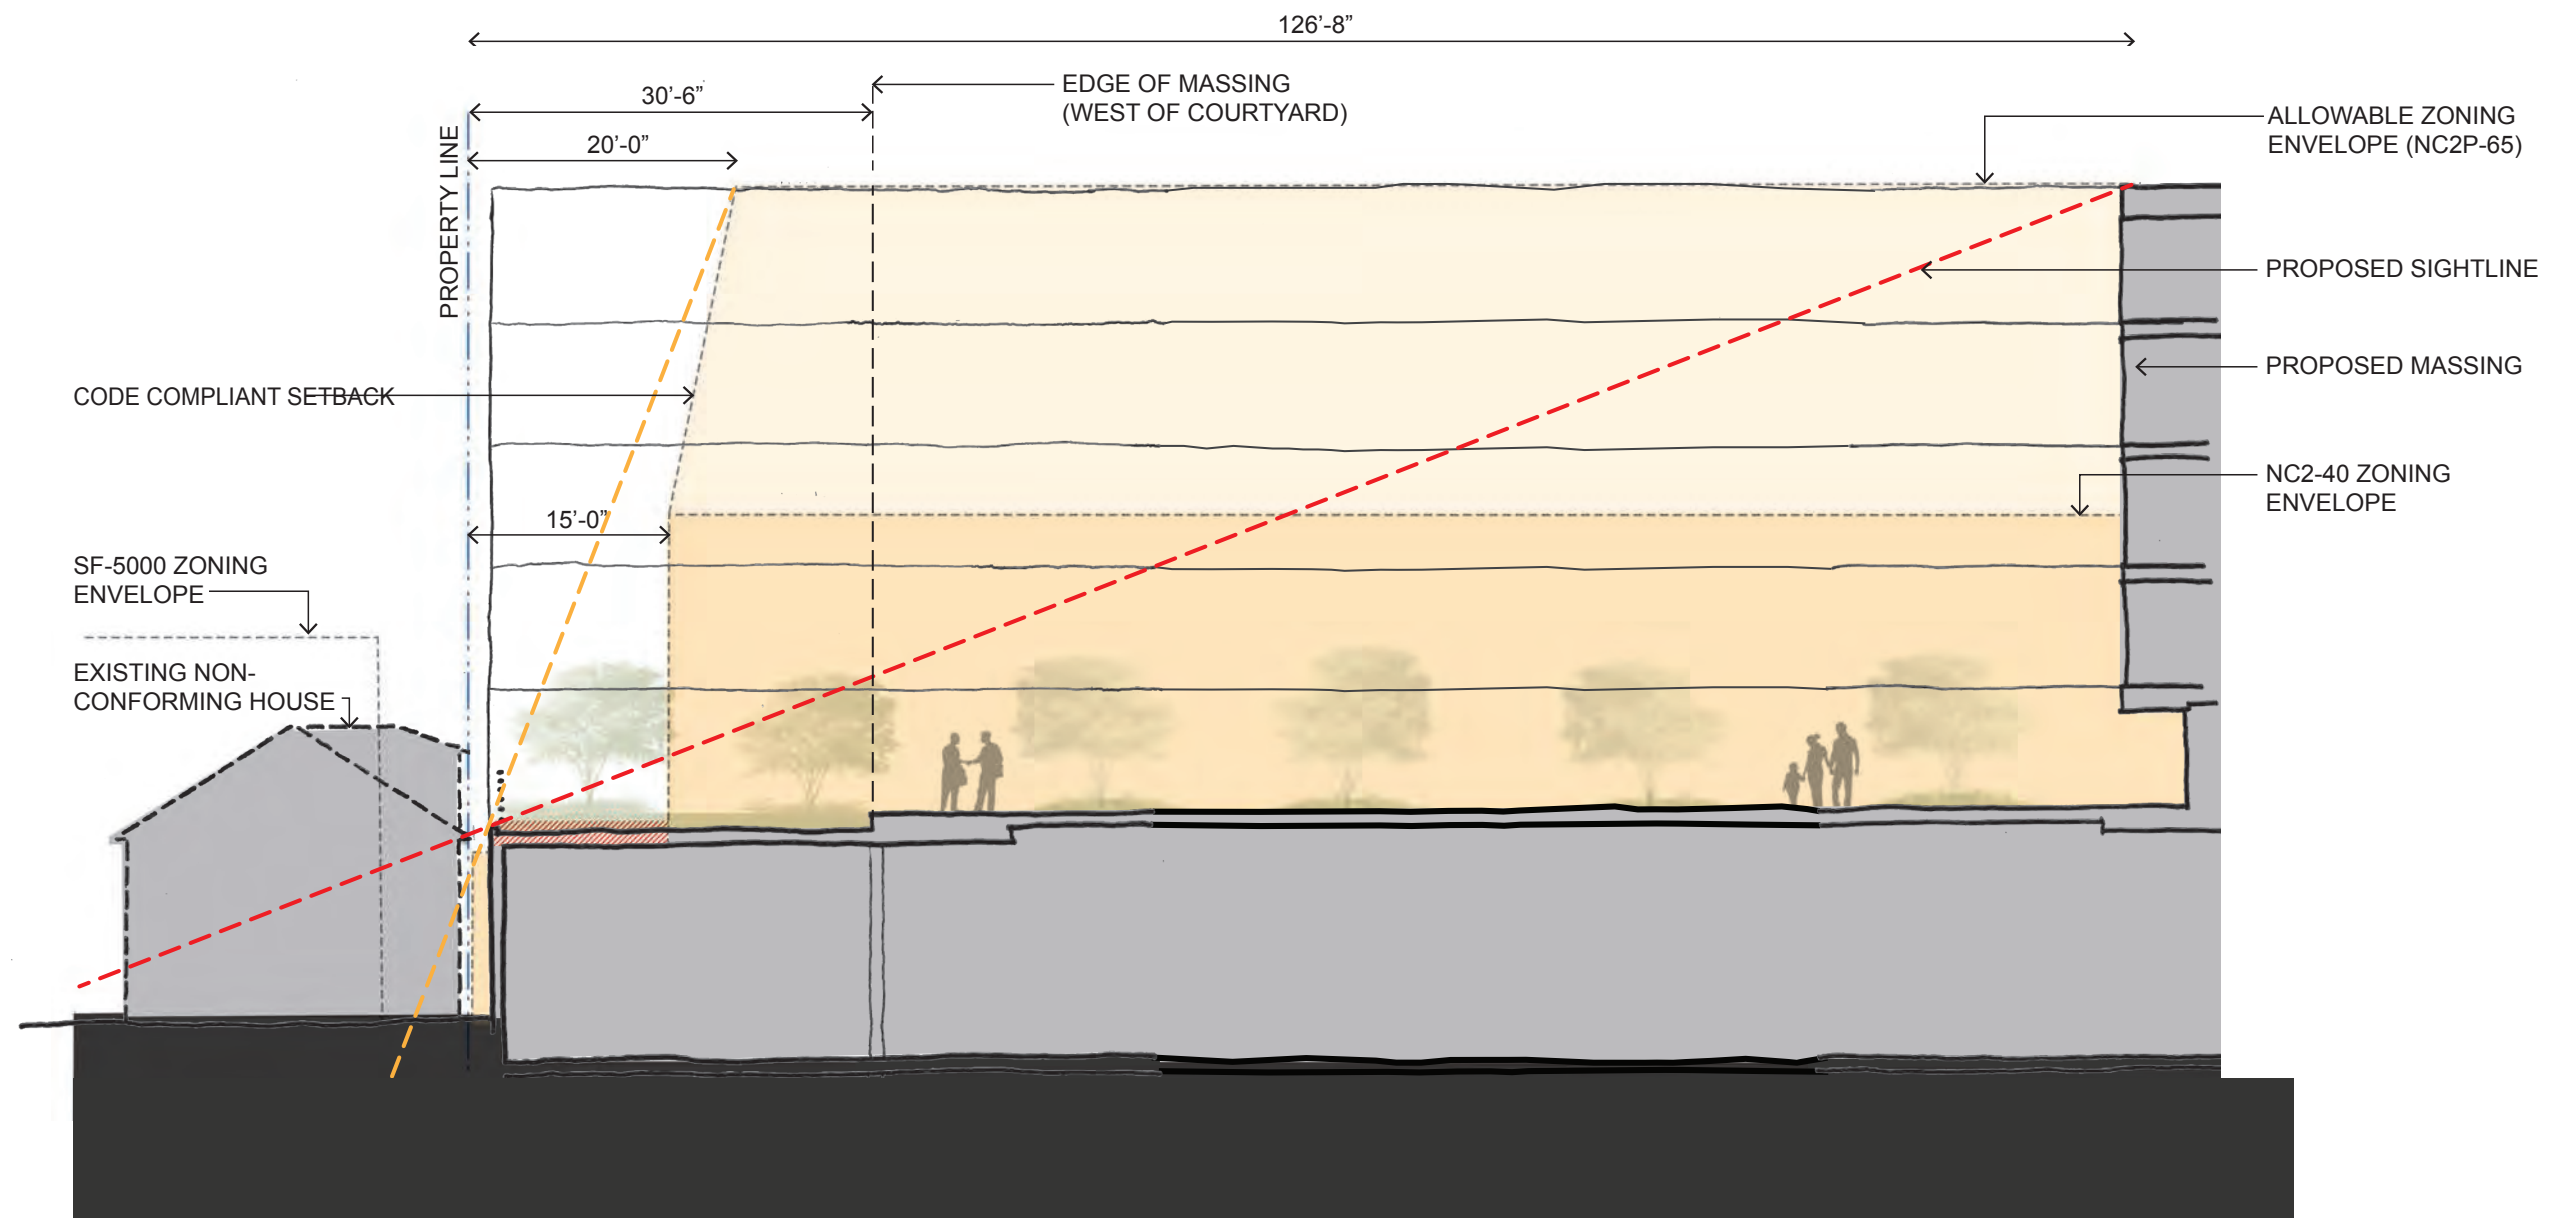 126'-8”
EDGE OF MASSING
(WEST OF COURTYARD)
30'-6”
20'-0”
PROPERTY LINE
ALLOWABLE ZONING
ENVELOPE (NC2P-65)
PROPOSED SIGHTLINE
PROPOSED MASSING
CODE COMPLIANT SETBACK
NC2-40 ZONING
ENVELOPE
15'-0”
SF-5000 ZONING
ENVELOPE
EXISTING NON-
CONFORMING HOUSE